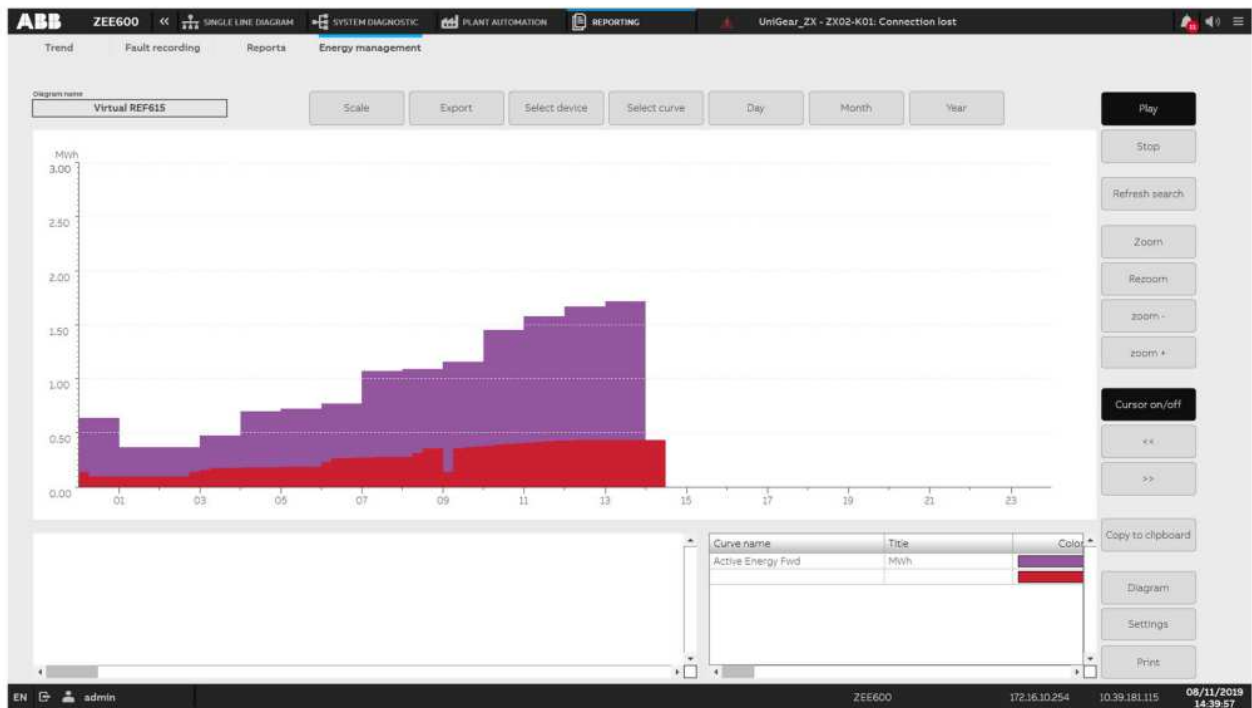 ABB ZEE600 << SINGLE LINE DIAGRAM SYSTEM DIAGNOSTIC PLANT AUTOMATION REPORTING UniGear_ZX - ZX02-K01: Connection lost
Trend Fault recording Reporta Energy management
Diagram name
Virtual REF615 Scale Export Select device Select curve Day Month Year Play
Stop
Refresh search
Zoom
Rezoom
zoom -
zoom +
Cursor on/off
<<
>>
Copy to clipboard
Diagram
Settings
Print
MWh
3.00
2.50
2.00
1.50
1.00
0.50
0.00
01 03 05 07 09 11 13 15 17 19 21 23
Curve name Title Color
Active Energy Fwd MWh
EN admin ZEE600 172.16.10.254 10.39.181.115 08/11/2019
14:39:57